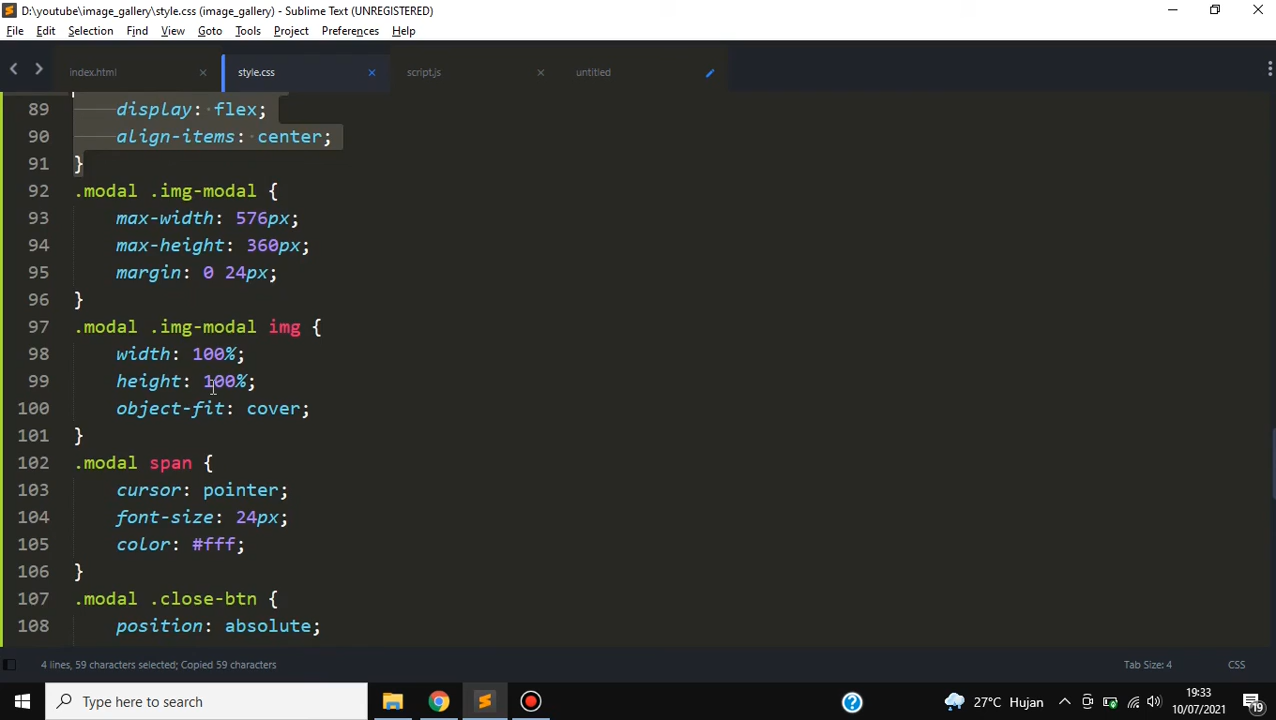 D:\youtube\image_gallery\style.css (image_gallery) - Sublime Text (UNREGISTERED)
File Edit Selection Find View Goto Tools Project Preferences Help
index.html style.css script.js untitled
89 display: flex;
90 align-items: center;
91 }
92 .modal .img-modal {
93 max-width: 576px;
94 max-height: 360px;
95 margin: 0 24px;
96 }
97 .modal .img-modal img {
98 width: 100%;
99 height: 100%;
100 object-fit: cover;
101 }
102 .modal span {
103 cursor: pointer;
104 font-size: 24px;
105 color: #fff;
106 }
107 .modal .close-btn {
108 position: absolute;
4 lines, 59 characters selected; Copied 59 characters Tab Size: 4 CSS
Type here to search 27°C Hujan 19:33
10/07/2021 19